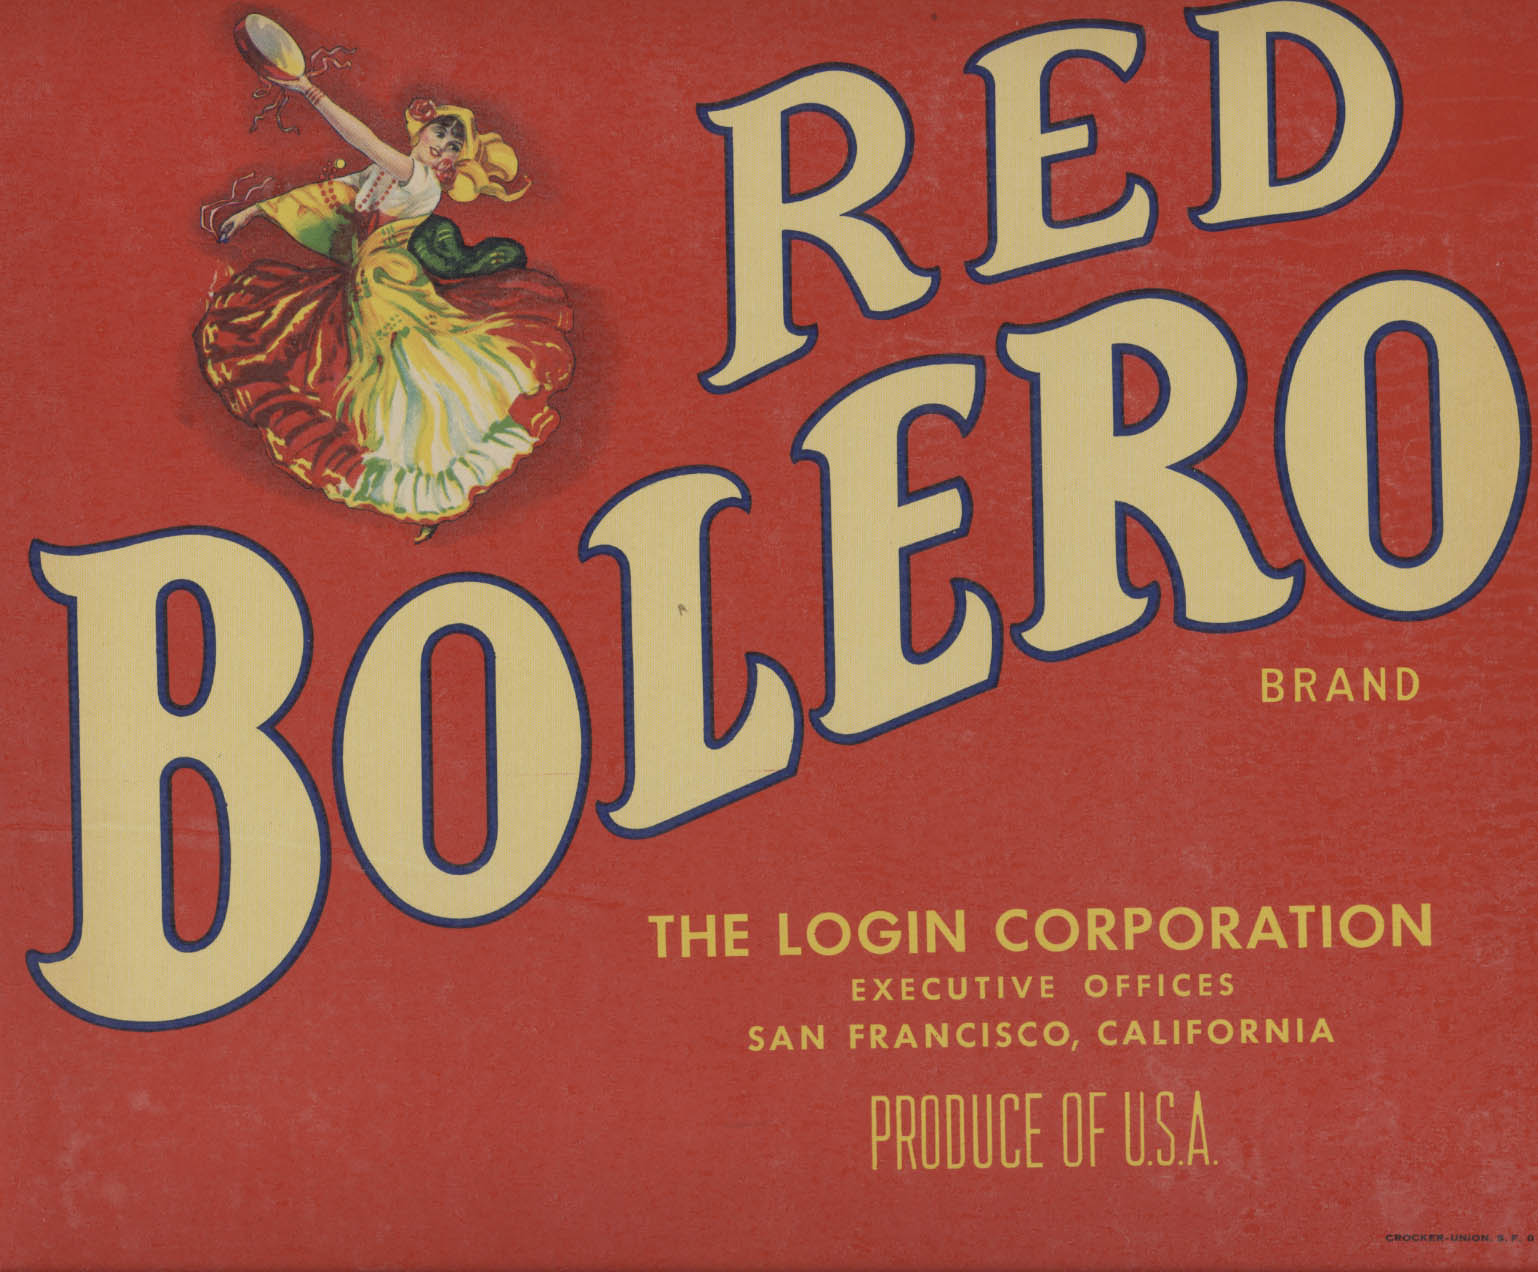 RED
BOLERO
BRAND
THE LOGIN CORPORATION
EXECUTIVE OFFICES
SAN FRANCISCO, CALIFORNIA
PRODUCE OF U.S.A.
CROCKER-UNION, S. F.